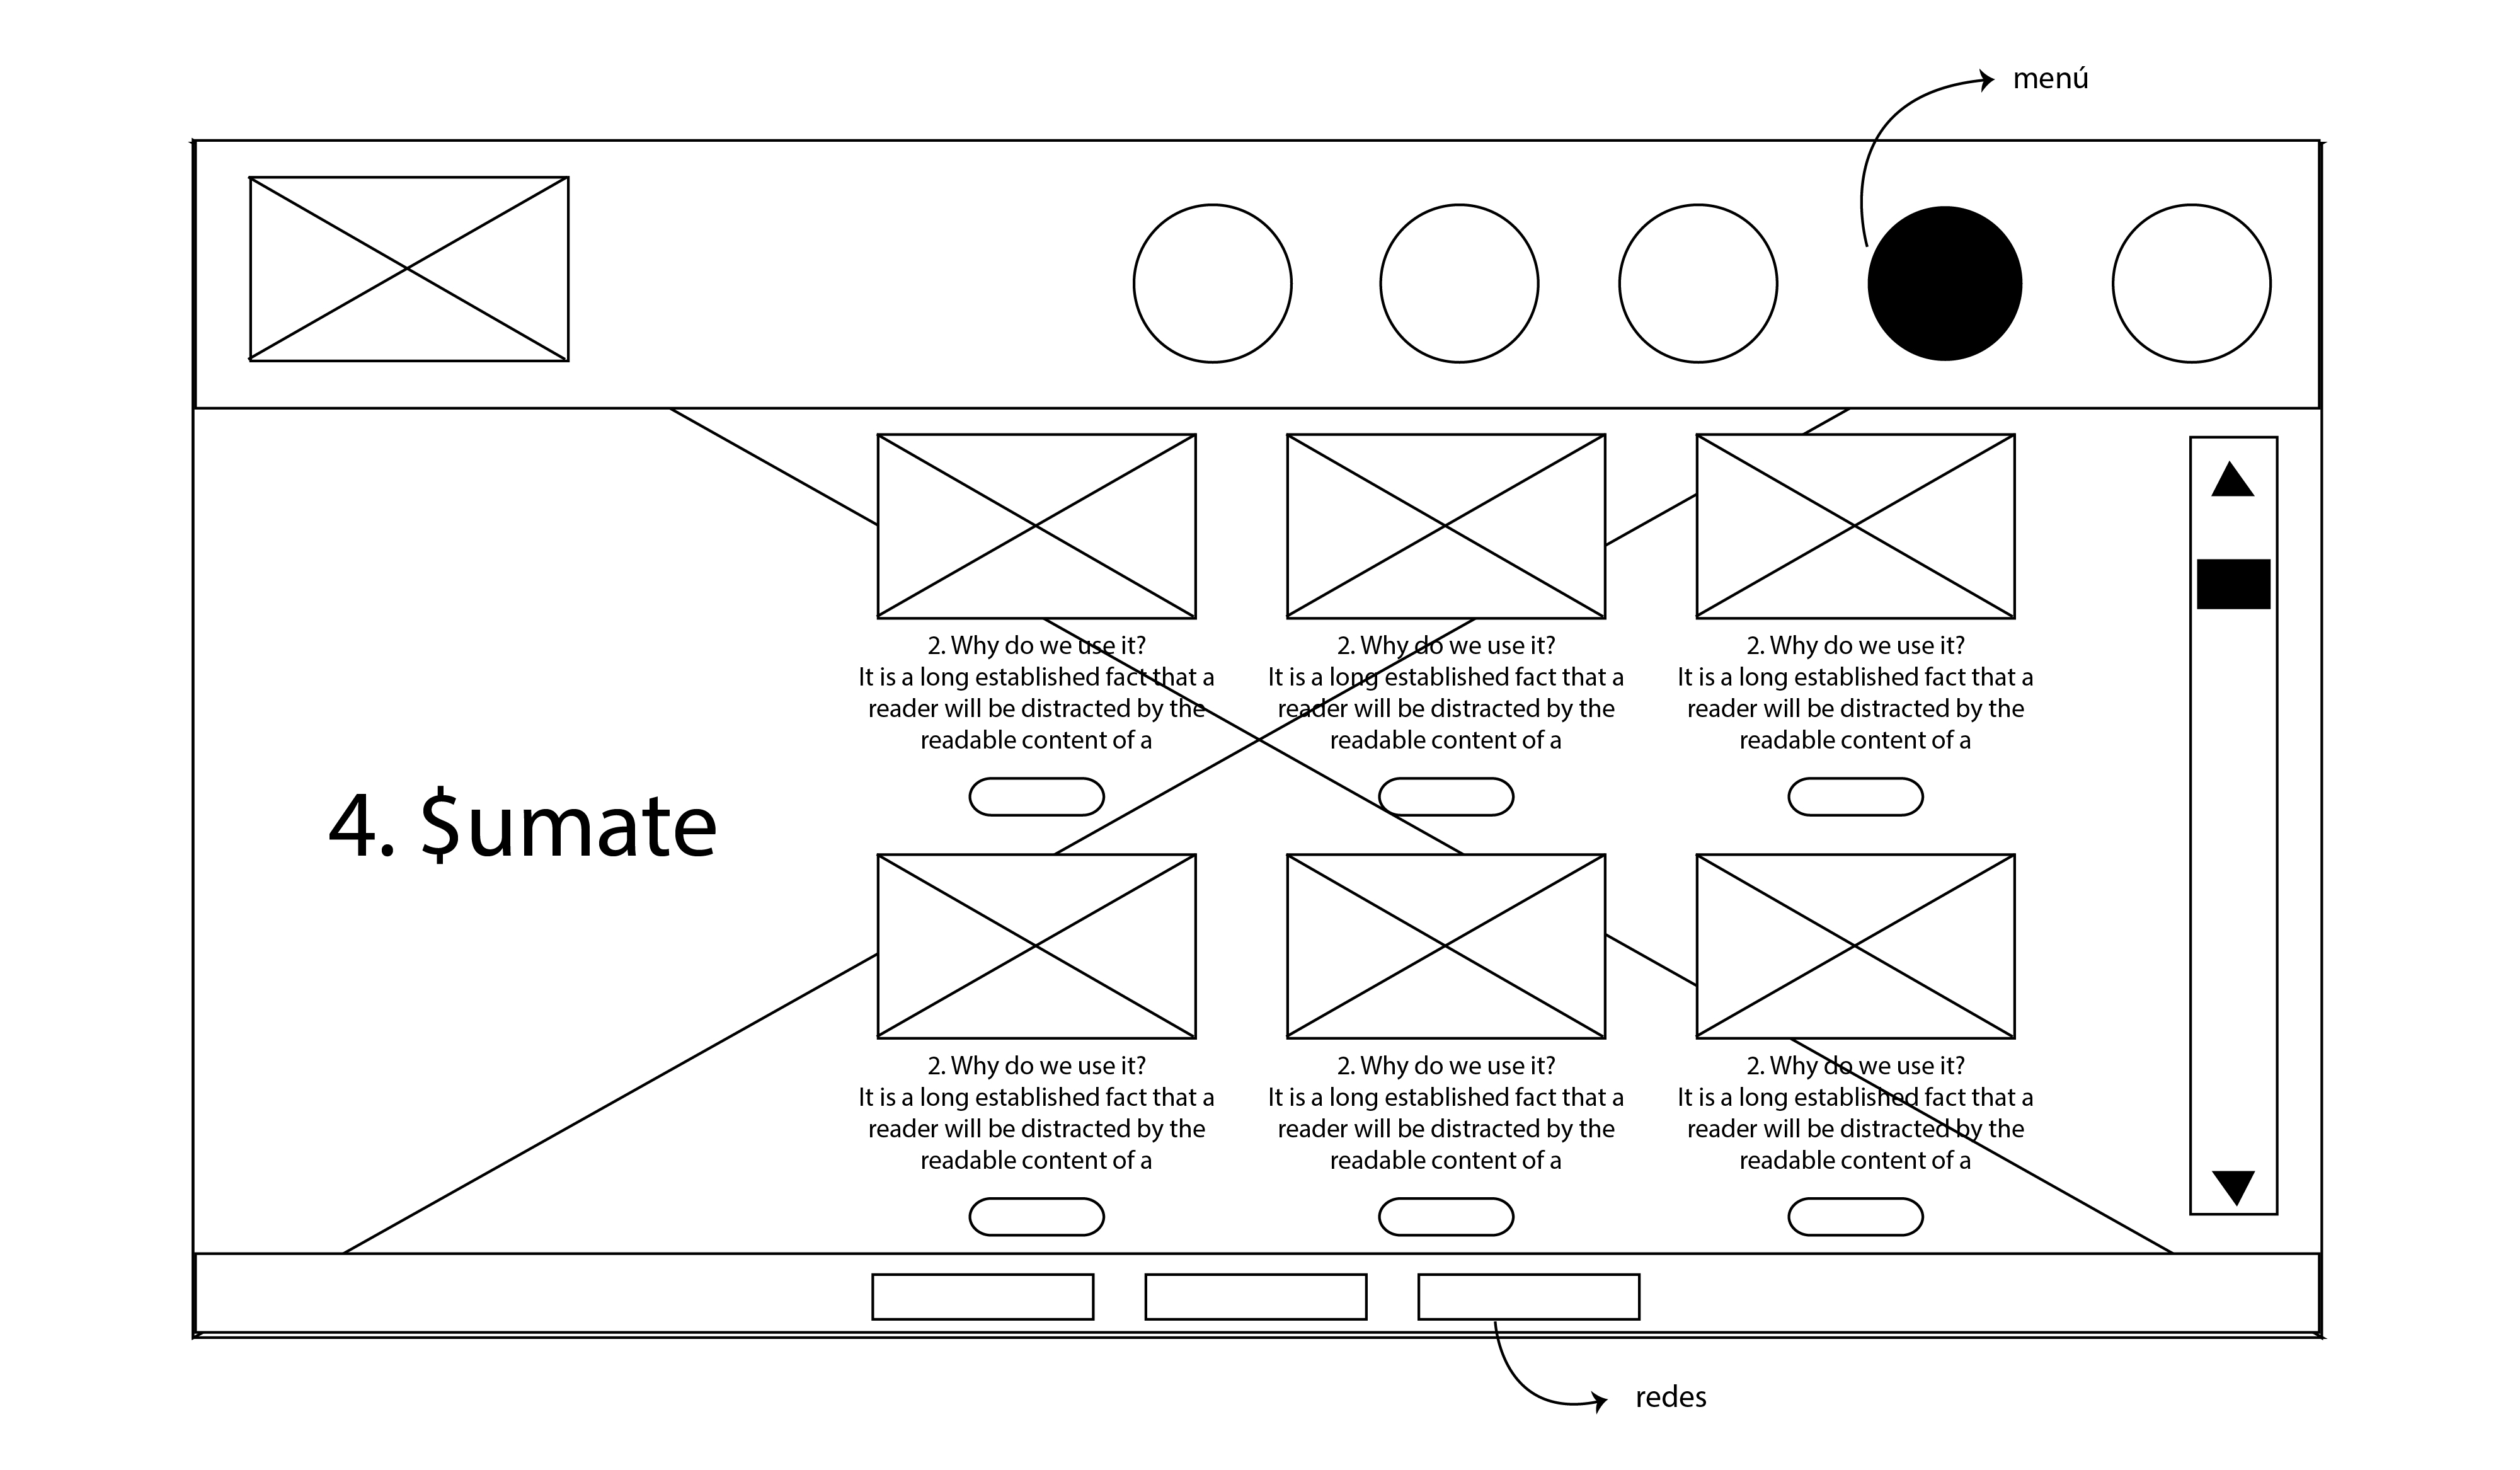 menú
2. Why do we use it?
It is a long established fact that a
reader will be distracted by the
readable content of a
2. Why do we use it?
It is a long established fact that a
reader will be distracted by the
readable content of a
2. Why do we use it?
It is a long established fact that a
reader will be distracted by the
readable content of a
4. $umate
2. Why do we use it?
It is a long established fact that a
reader will be distracted by the
readable content of a
2. Why do we use it?
It is a long established fact that a
reader will be distracted by the
readable content of a
2. Why do we use it?
It is a long established fact that a
reader will be distracted by the
readable content of a
redes